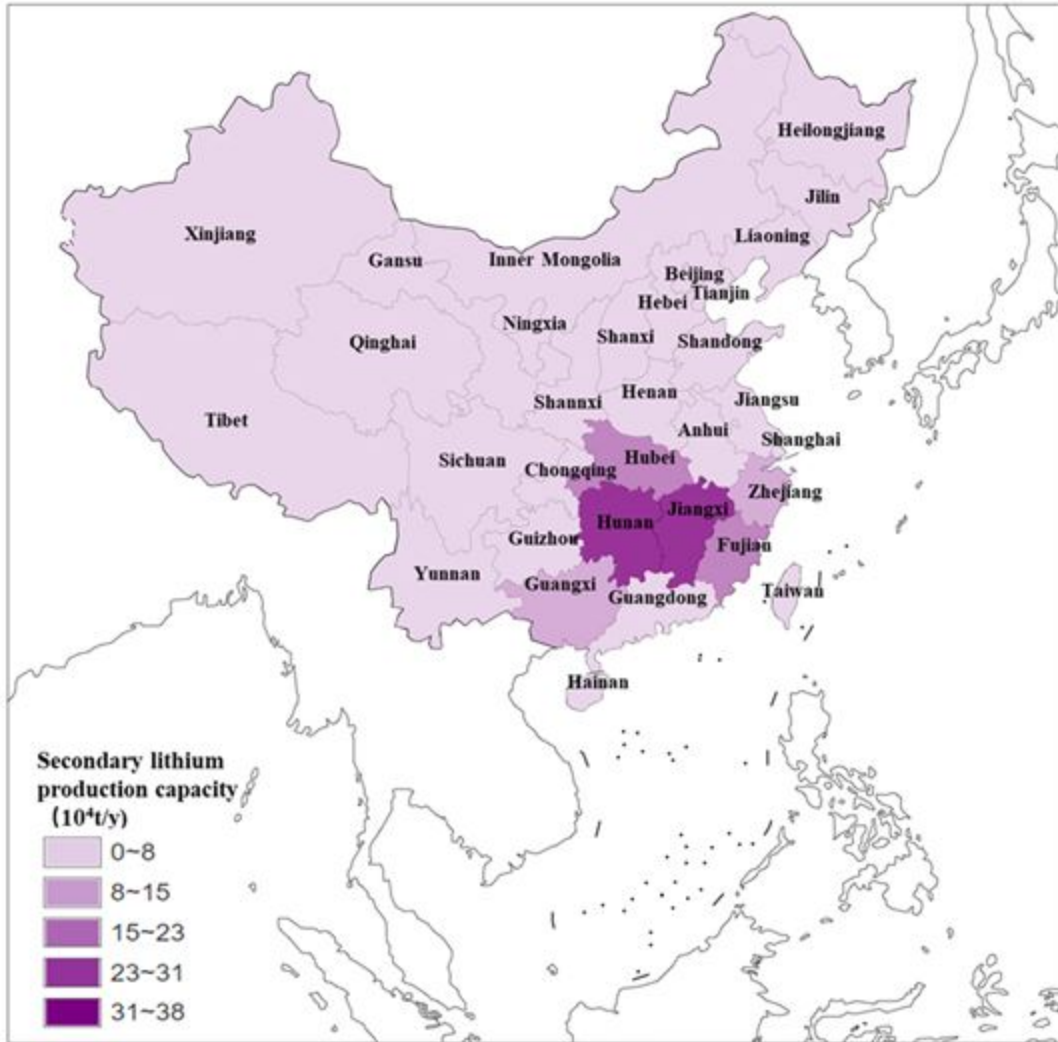 Heilongjiang
Jilin
Xinjiang
Liaoning
Gansu
Inner Mongolia
Beijing
Tianjin
Hebei
Ningxia
Shanxi
Qinghai
Shandong
Henan
Jiangsu
Shannxi
Tibet
Anhui
Shanghai
Sichuan
Hubei
Chongqing
Zhejiang
Jiangxi
Hunan
Guizhou
Fujian
Yunnan
Guangxi
Taiwan
Guangdong
Hainan
Secondary lithium
production capacity
(10⁴t/y)
0~8
8~15
15~23
23~31
31~38